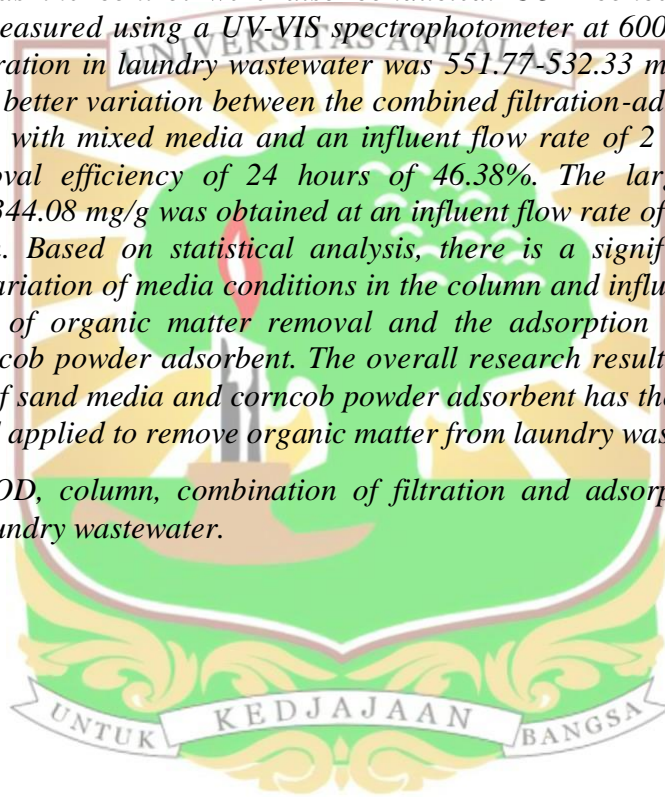 measured using a UV-VIS spectrophotometer at 600
UNIVERSITAS ANDALAS
ration in laundry wastewater was 551.77-532.33 m
better variation between the combined filtration-ad
with mixed media and an influent flow rate of 2
oval efficiency of 24 hours of 46.38%. The larg
344.08 mg/g was obtained at an influent flow rate of
n. Based on statistical analysis, there is a signif
ariation of media conditions in the column and influ
of organic matter removal and the adsorption
cob powder adsorbent. The overall research result
of sand media and corncob powder adsorbent has the
l applied to remove organic matter from laundry was
OD, column, combination of filtration and adsorp
undry wastewater.
UNTUK KEDJAJAAN BANGSA